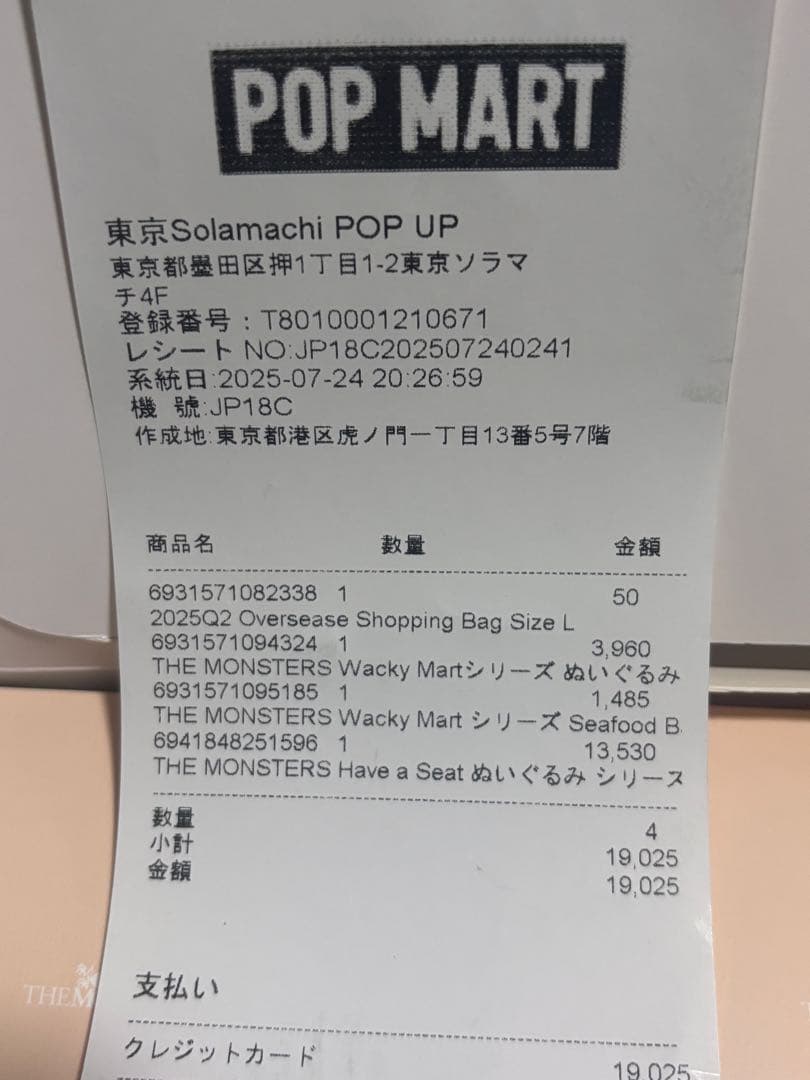 POP MART
東京Solamachi POP UP
東京都墨田区押1丁目1-2東京ソラマ
チ4F
登録番号：T8010001210671
レシート NO:JP18C202507240241
系統日:2025-07-24 20:26:59
機 號:JP18C
作成地:東京都港区虎ノ門一丁目13番5号7階
商品名 数量 金額
6931571082338 1 50
2025Q2 Oversease Shopping Bag Size L
6931571094324 1 3,960
THE MONSTERS Wacky Martシリーズ ぬいぐるみ
6931571095185 1 1,485
THE MONSTERS Wacky Mart シリーズ Seafood B
6941848251596 1 13,530
THE MONSTERS Have a Seat ぬいぐるみ シリース
数量 4
小計 19,025
金額 19,025
支払い
クレジットカード 19,025
THEM